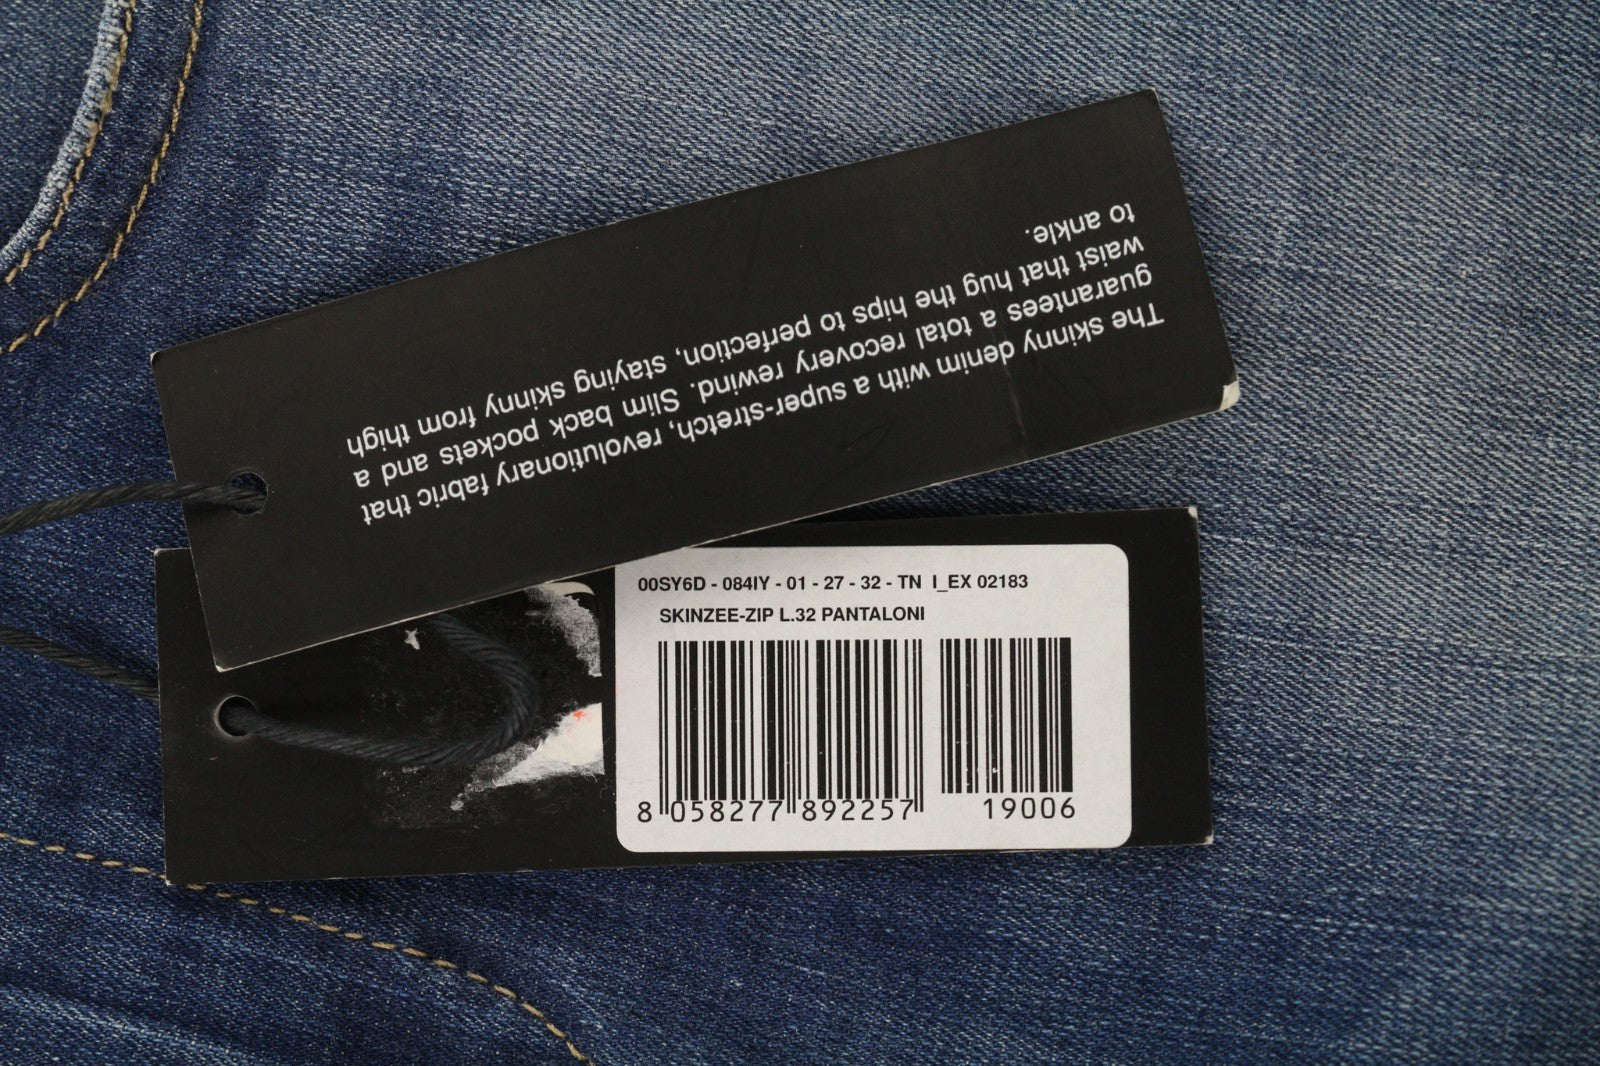 The skinny denim with a super-stretch, revolutionary fabric that
guarantees a total recovery rewind. Slim back pockets and a
waist that hug the hips to perfection, staying skinny from thigh
to ankle.
00SY6D - 084IY - 01 - 27 - 32 - TN I_EX 02183
SKINZEE-ZIP L.32 PANTALONI
8 058277 892257 19006